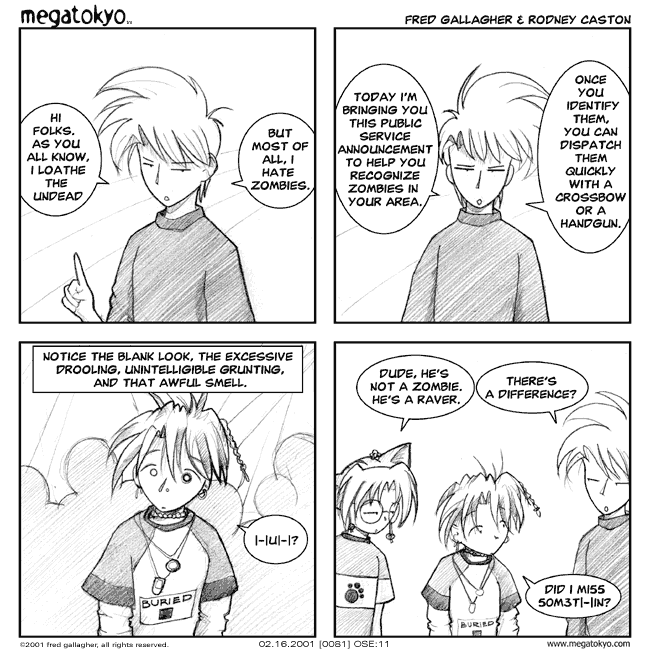 megatokyo
FRED GALLAGHER & RODNEY CASTON
HI
FOLKS.
AS YOU
ALL KNOW,
I LOATHE
THE
UNDEAD
BUT
MOST OF
ALL, I
HATE
ZOMBIES.
TODAY I'M
BRINGING YOU
THIS PUBLIC
SERVICE
ANNOUNCEMENT
TO HELP YOU
RECOGNIZE
ZOMBIES IN
YOUR AREA.
ONCE
YOU
IDENTIFY
THEM,
YOU CAN
DISPATCH
THEM
QUICKLY
WITH A
CROSSBOW
OR A
HANDGUN.
NOTICE THE BLANK LOOK, THE EXCESSIVE
DROOLING, UNINTELLIGIBLE GRUNTING,
AND THAT AWFUL SMELL.
|-|U|-|?
BURIED
DUDE, HE'S
NOT A ZOMBIE.
HE'S A RAVER.
THERE'S
A DIFFERENCE?
DID I MISS
50M3T|-|IN?
BURIED
©2001 fred gallagher, all rights reserved.
02.16.2001 [0081] OSE:11
www.megatokyo.com